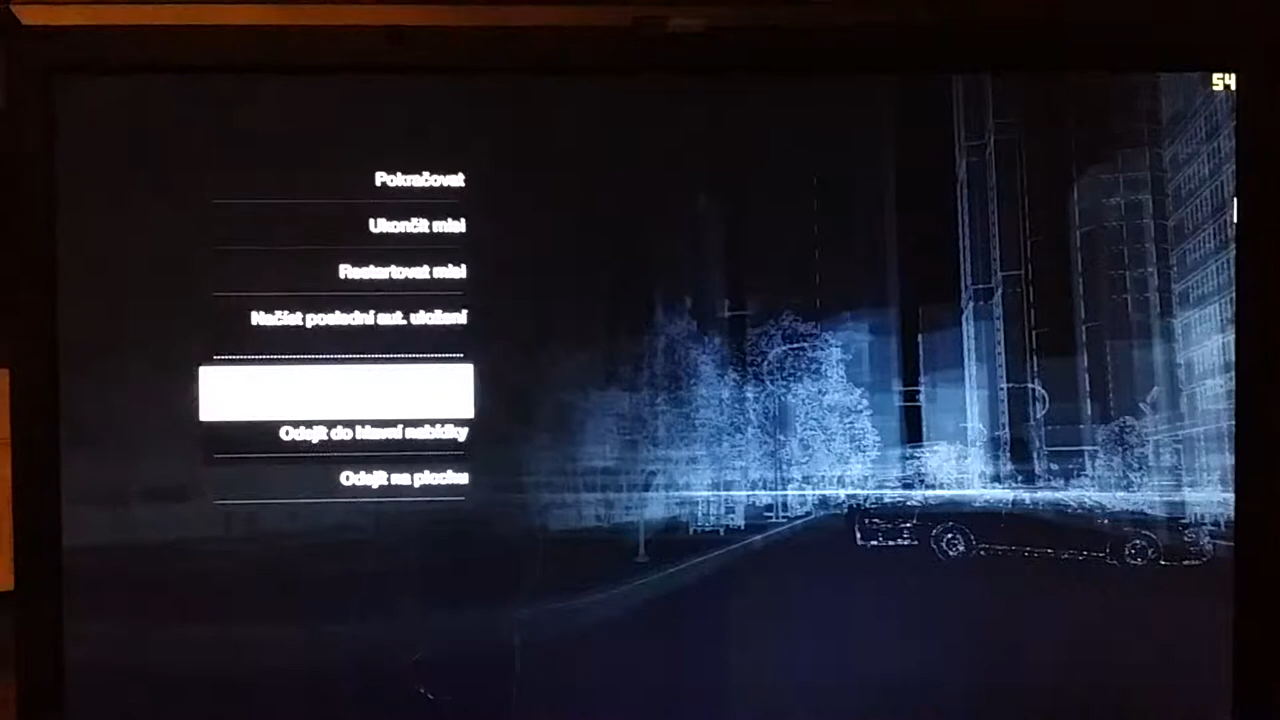 54
Pokračovat
Ukončit misi
Restartovat misi
Načíst poslední aut. uložení
Odejít do hlavní nabídky
Odejít na plochu